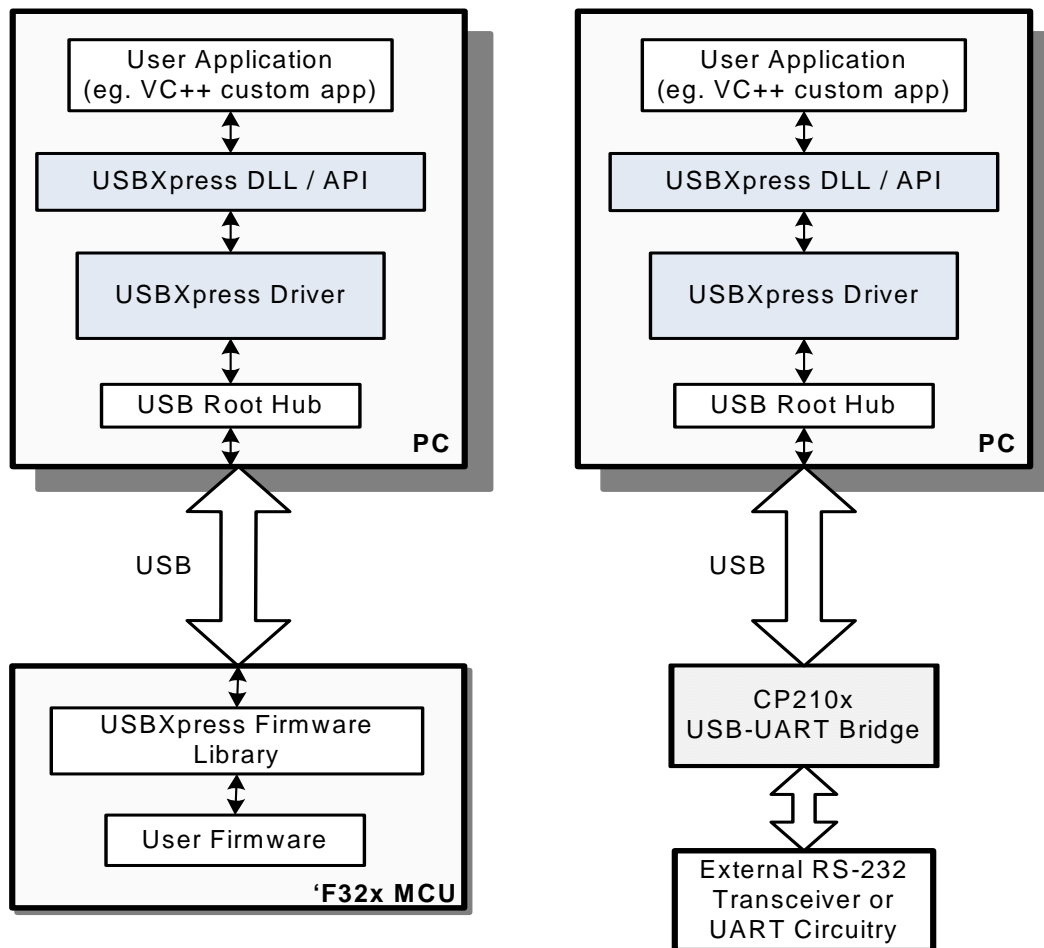 User Application
(eg. VC++ custom app)
USBXpress DLL / API
USBXpress Driver
USB Root Hub
PC
USB
USBXpress Firmware
Library
User Firmware
‘F32x MCU
User Application
(eg. VC++ custom app)
USBXpress DLL / API
USBXpress Driver
USB Root Hub
PC
USB
CP210x
USB-UART Bridge
External RS-232
Transceiver or
UART Circuitry